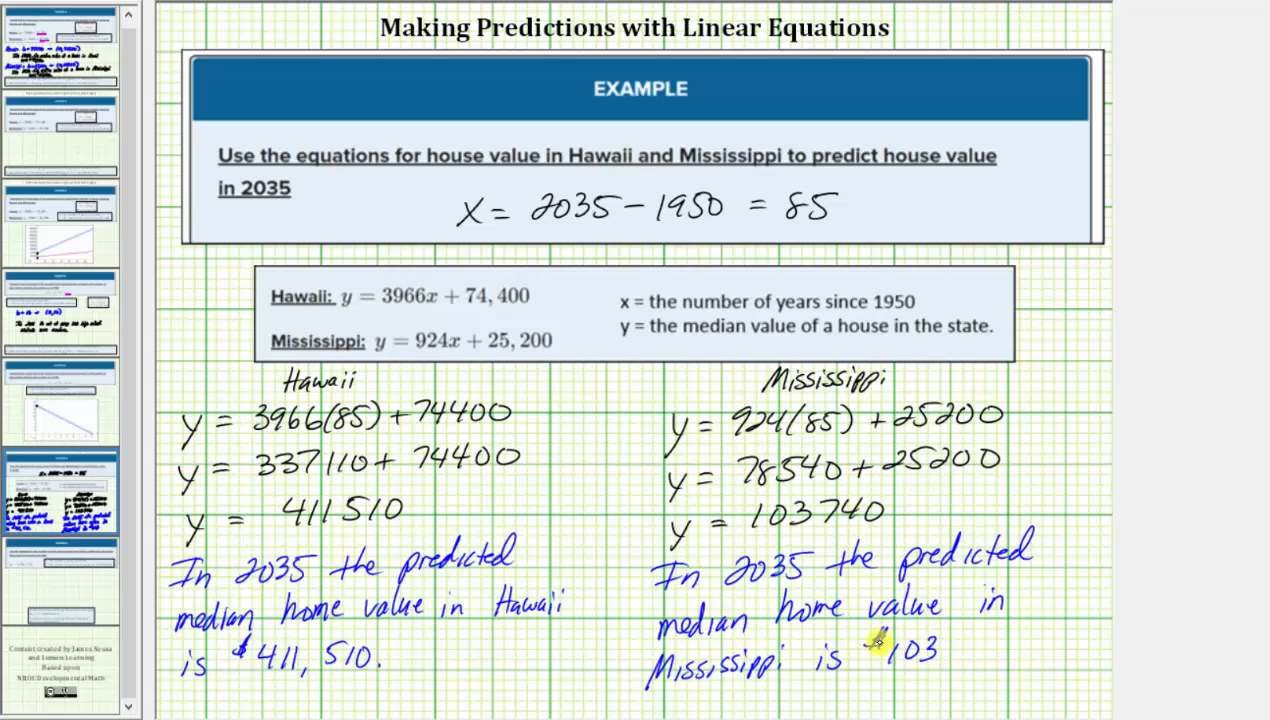 Making Predictions with Linear Equations
EXAMPLE
Use the equations for house value in Hawaii and Mississippi to predict house value
in 2035
x = 2035 - 1950 = 85
Hawaii: y = 3966x + 74,400
Mississippi: y = 924x + 25,200
x = the number of years since 1950
y = the median value of a house in the state.
Hawaii
y = 3966(85) + 74400
y = 337110 + 74400
y = 411510
In 2035 the predicted
median home value in Hawaii
is $411,510.
Mississippi
y = 924(85) + 25200
y = 78540 + 25200
y = 103740
In 2035 the predicted
median home value in
Mississippi is $103
Content created by James Sousa
and Lumen Learning
Based upon
NROC Developmental Math